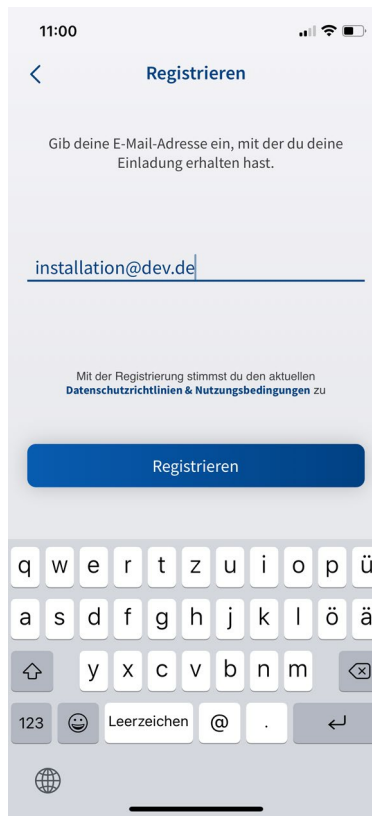 11:00
Registrieren
Gib deine E-Mail-Adresse ein, mit der du deine
Einladung erhalten hast.
installation@dev.de
Mit der Registrierung stimmst du den aktuellen
Datenschutzrichtlinien & Nutzungsbedingungen zu
Registrieren
q w e r t z u i o p ü
a s d f g h j k l ö ä
y x c v b n m
123 Leerzeichen @ .